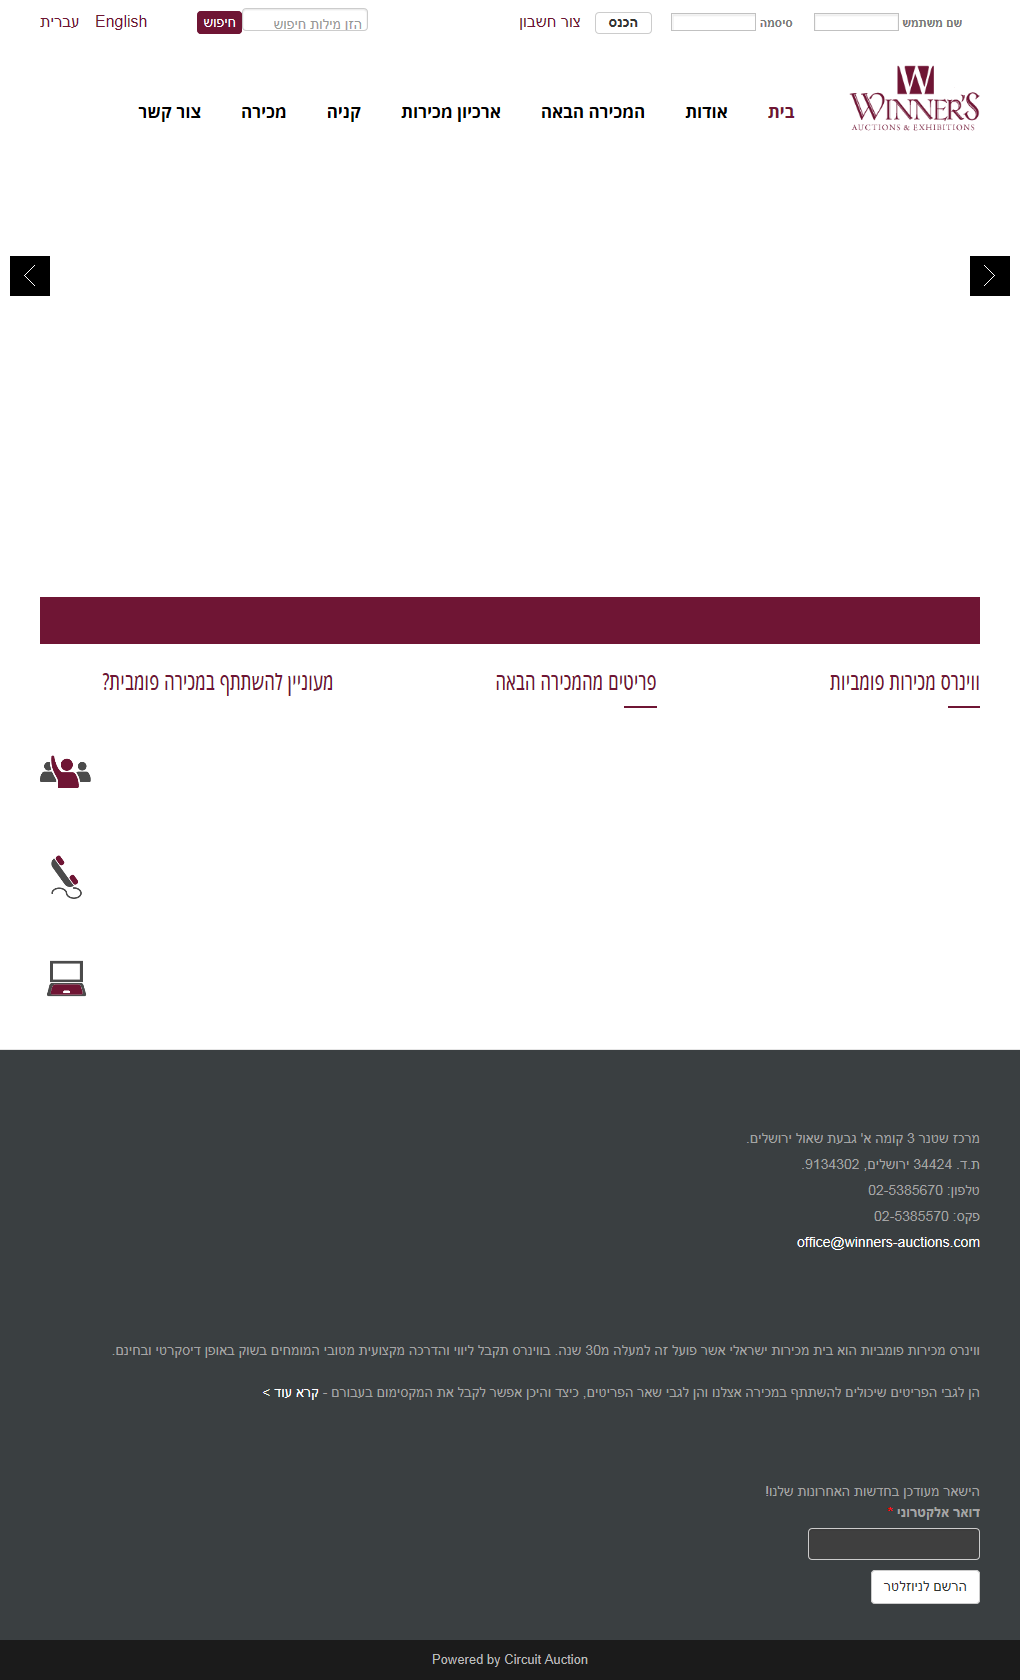 שם משתמש סיסמה הכנס צור חשבון הזן מילות חיפוש חיפוש English עברית
WINNER'S
AUCTIONS & EXHIBITIONS
בית אודות המכירה הבאה ארכיון מכירות קניה מכירה צור קשר
ווינרס מכירות פומביות
פריטים מהמכירה הבאה
מעוניין להשתתף במכירה פומבית?
מרכז שטנר 3 קומה א' גבעת שאול ירושלים.
ת.ד. 34424 ירושלים, 9134302.
טלפון: 02-5385670
פקס: 02-5385570
office@winners-auctions.com
ווינרס מכירות פומביות הוא בית מכירות ישראלי אשר פועל זה למעלה מ30 שנה. בווינרס תקבל ליווי והדרכה מקצועית מטובי המומחים בשוק באופן דיסקרטי ובחינם.
הן לגבי הפריטים שיכולים להשתתף במכירה אצלנו והן לגבי שאר הפריטים, כיצד והיכן אפשר לקבל את המקסימום בעבורם - קרא עוד >
הישאר מעודכן בחדשות האחרונות שלנו!
דואר אלקטרוני *
הרשם לניוזלטר
Powered by Circuit Auction